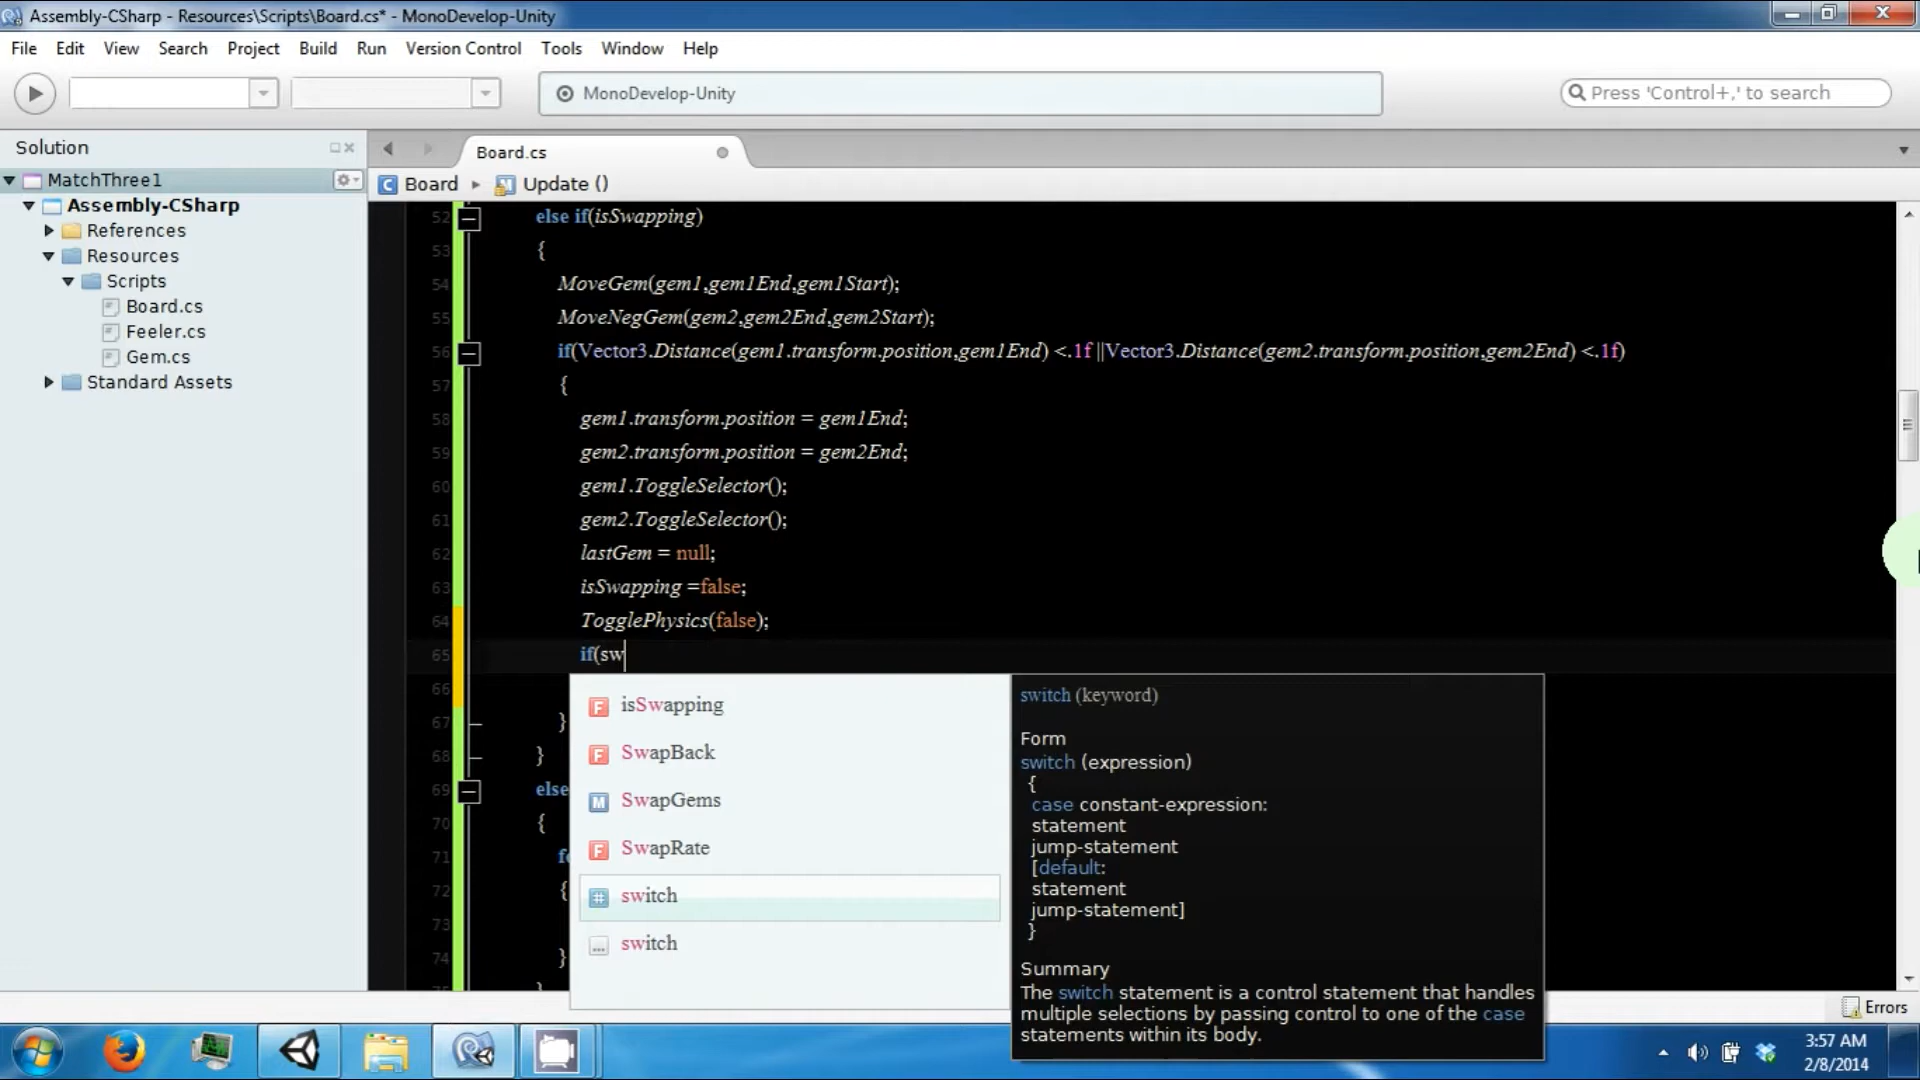 Assembly-CSharp - Resources\Scripts\Board.cs* - MonoDevelop-Unity
File Edit View Search Project Build Run Version Control Tools Window Help
MonoDevelop-Unity
Press 'Control+,' to search
Solution
MatchThree1
Assembly-CSharp
References
Resources
Scripts
Board.cs
Feeler.cs
Gem.cs
Standard Assets
Board.cs
Board Update ()
52 else if(isSwapping)
53 {
54 MoveGem(gem1,gem1End,gem1Start);
55 MoveNegGem(gem2,gem2End,gem2Start);
56 if(Vector3.Distance(gem1.transform.position,gem1End) <.1f ||Vector3.Distance(gem2.transform.position,gem2End) <.1f)
57 {
58 gem1.transform.position = gem1End;
59 gem2.transform.position = gem2End;
60 gem1.ToggleSelector();
61 gem2.ToggleSelector();
62 lastGem = null;
63 isSwapping =false;
64 TogglePhysics(false);
65 if(sw
66
67 }
68 }
69 else
70 {
71
72 {
73
74 }
isSwapping
SwapBack
SwapGems
SwapRate
switch
switch
switch (keyword)
Form
switch (expression)
{
case constant-expression:
statement
jump-statement
[default:
statement
jump-statement]
}
Summary
The switch statement is a control statement that handles
multiple selections by passing control to one of the case
statements within its body.
Errors
3:57 AM
2/8/2014